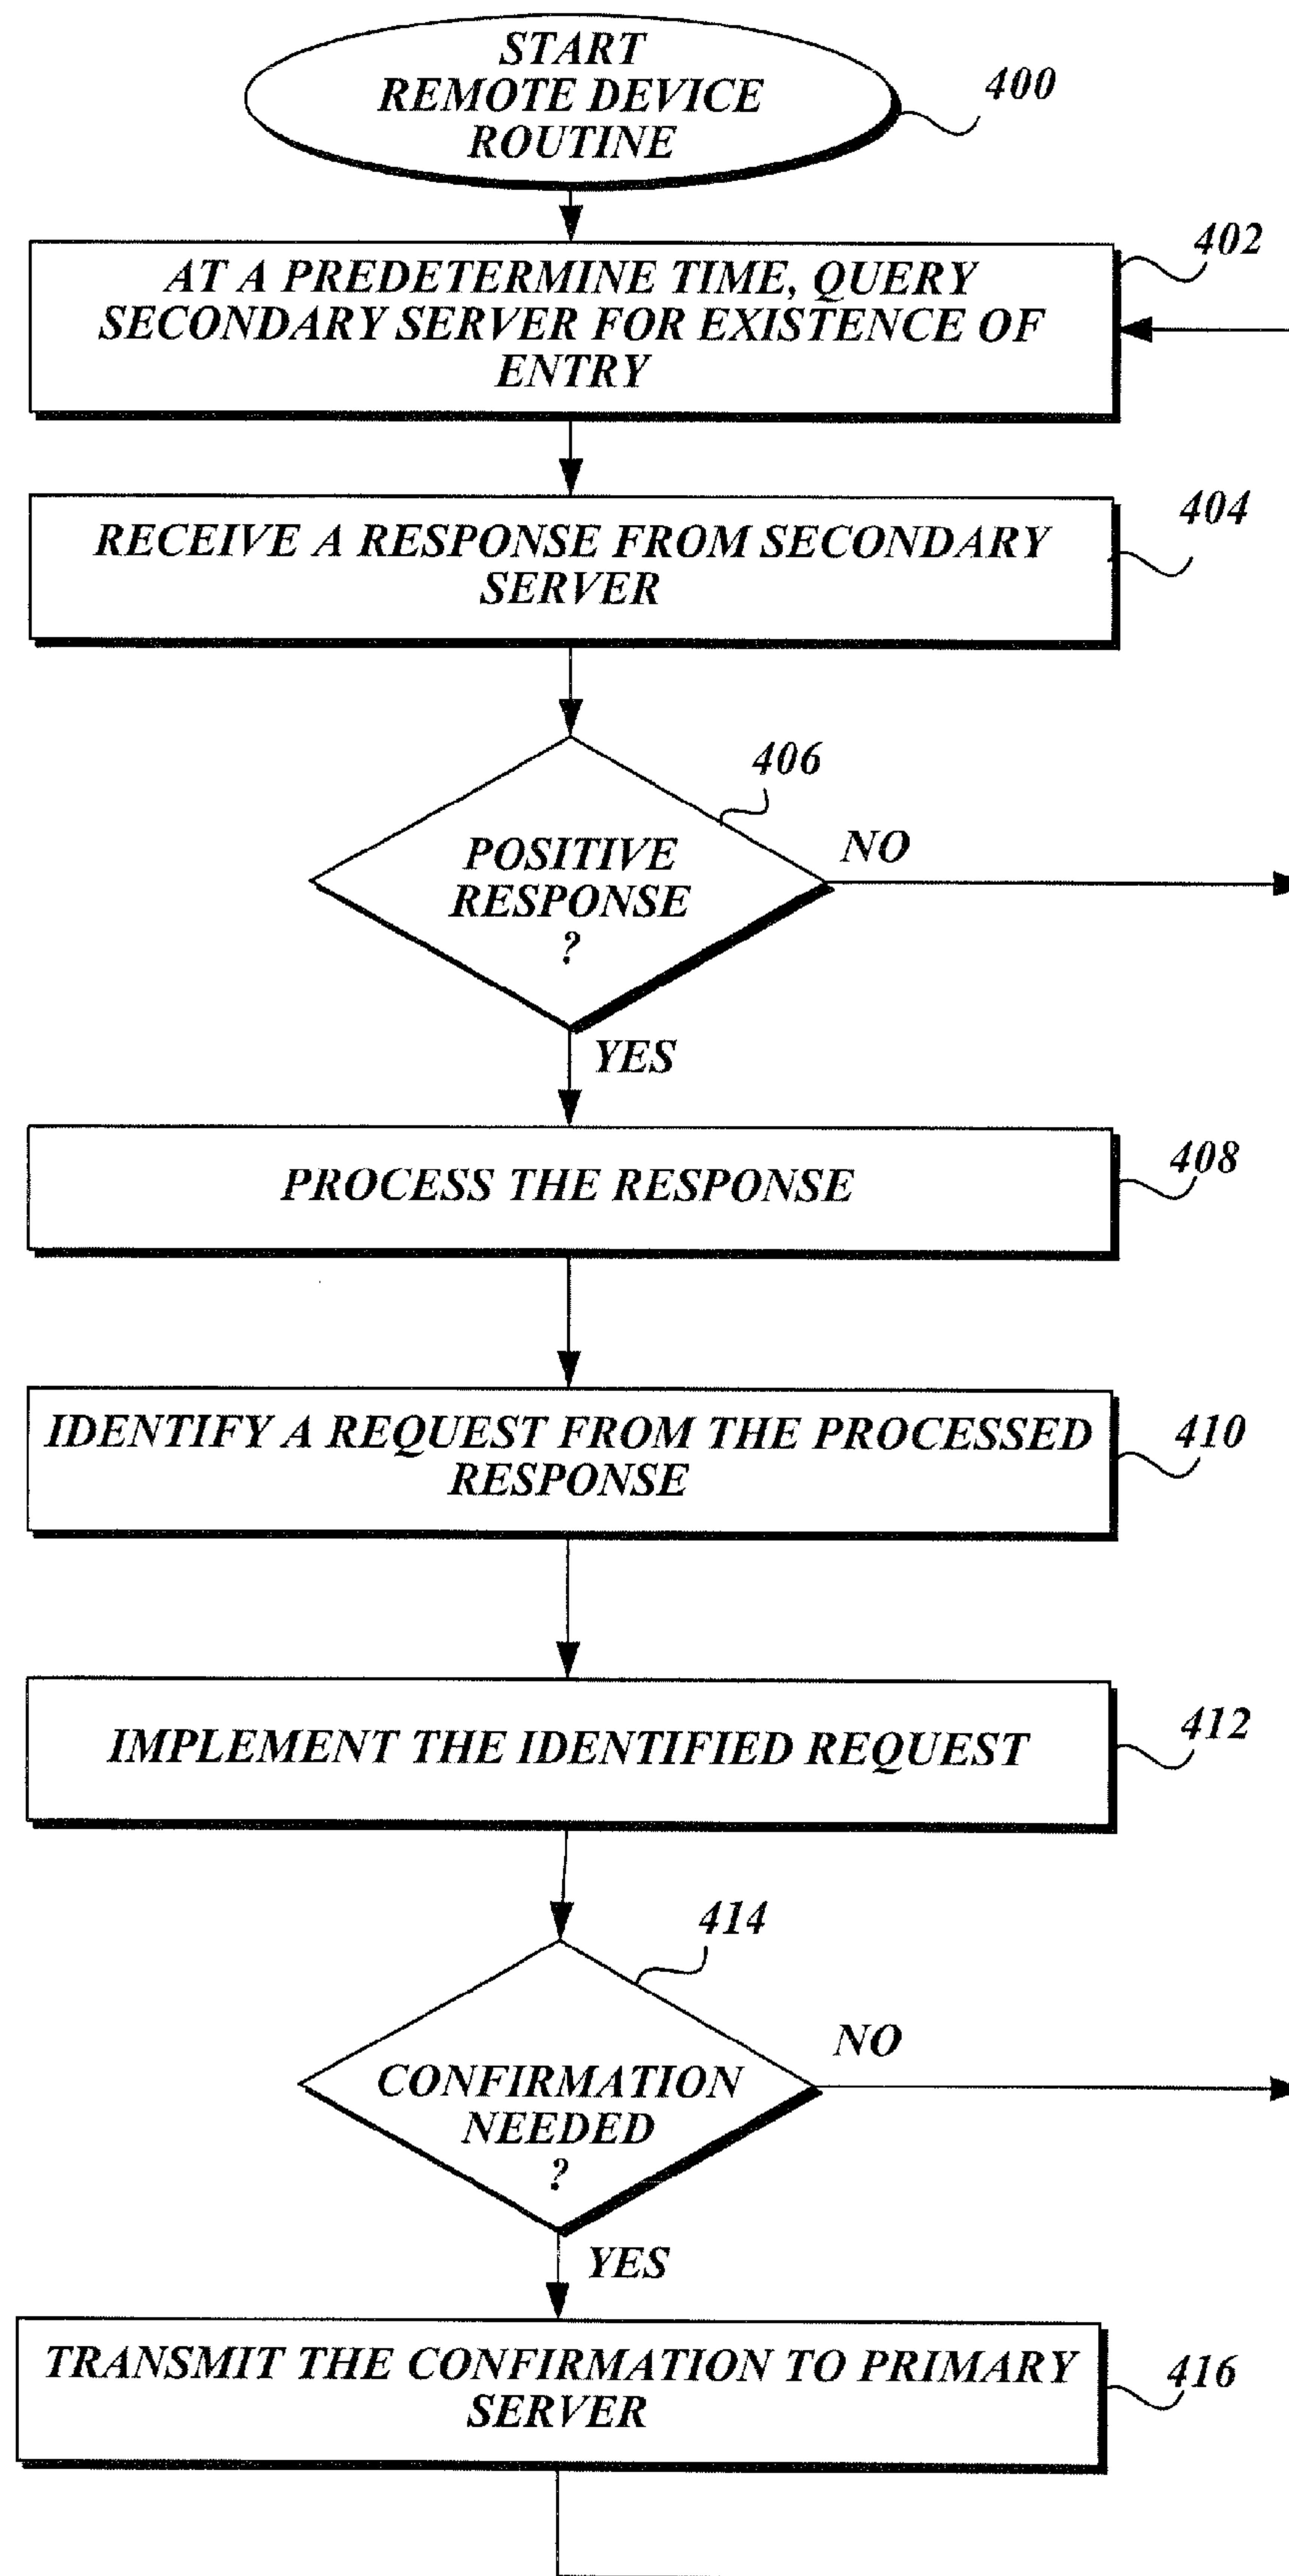 START
REMOTE DEVICE
ROUTINE
400
AT A PREDETERMINE TIME, QUERY
SECONDARY SERVER FOR EXISTENCE OF
ENTRY
402
RECEIVE A RESPONSE FROM SECONDARY
SERVER
404
406
POSITIVE
RESPONSE
?
NO
YES
PROCESS THE RESPONSE
408
IDENTIFY A REQUEST FROM THE PROCESSED
RESPONSE
410
IMPLEMENT THE IDENTIFIED REQUEST
412
414
CONFIRMATION
NEEDED
?
NO
YES
TRANSMIT THE CONFIRMATION TO PRIMARY
SERVER
416